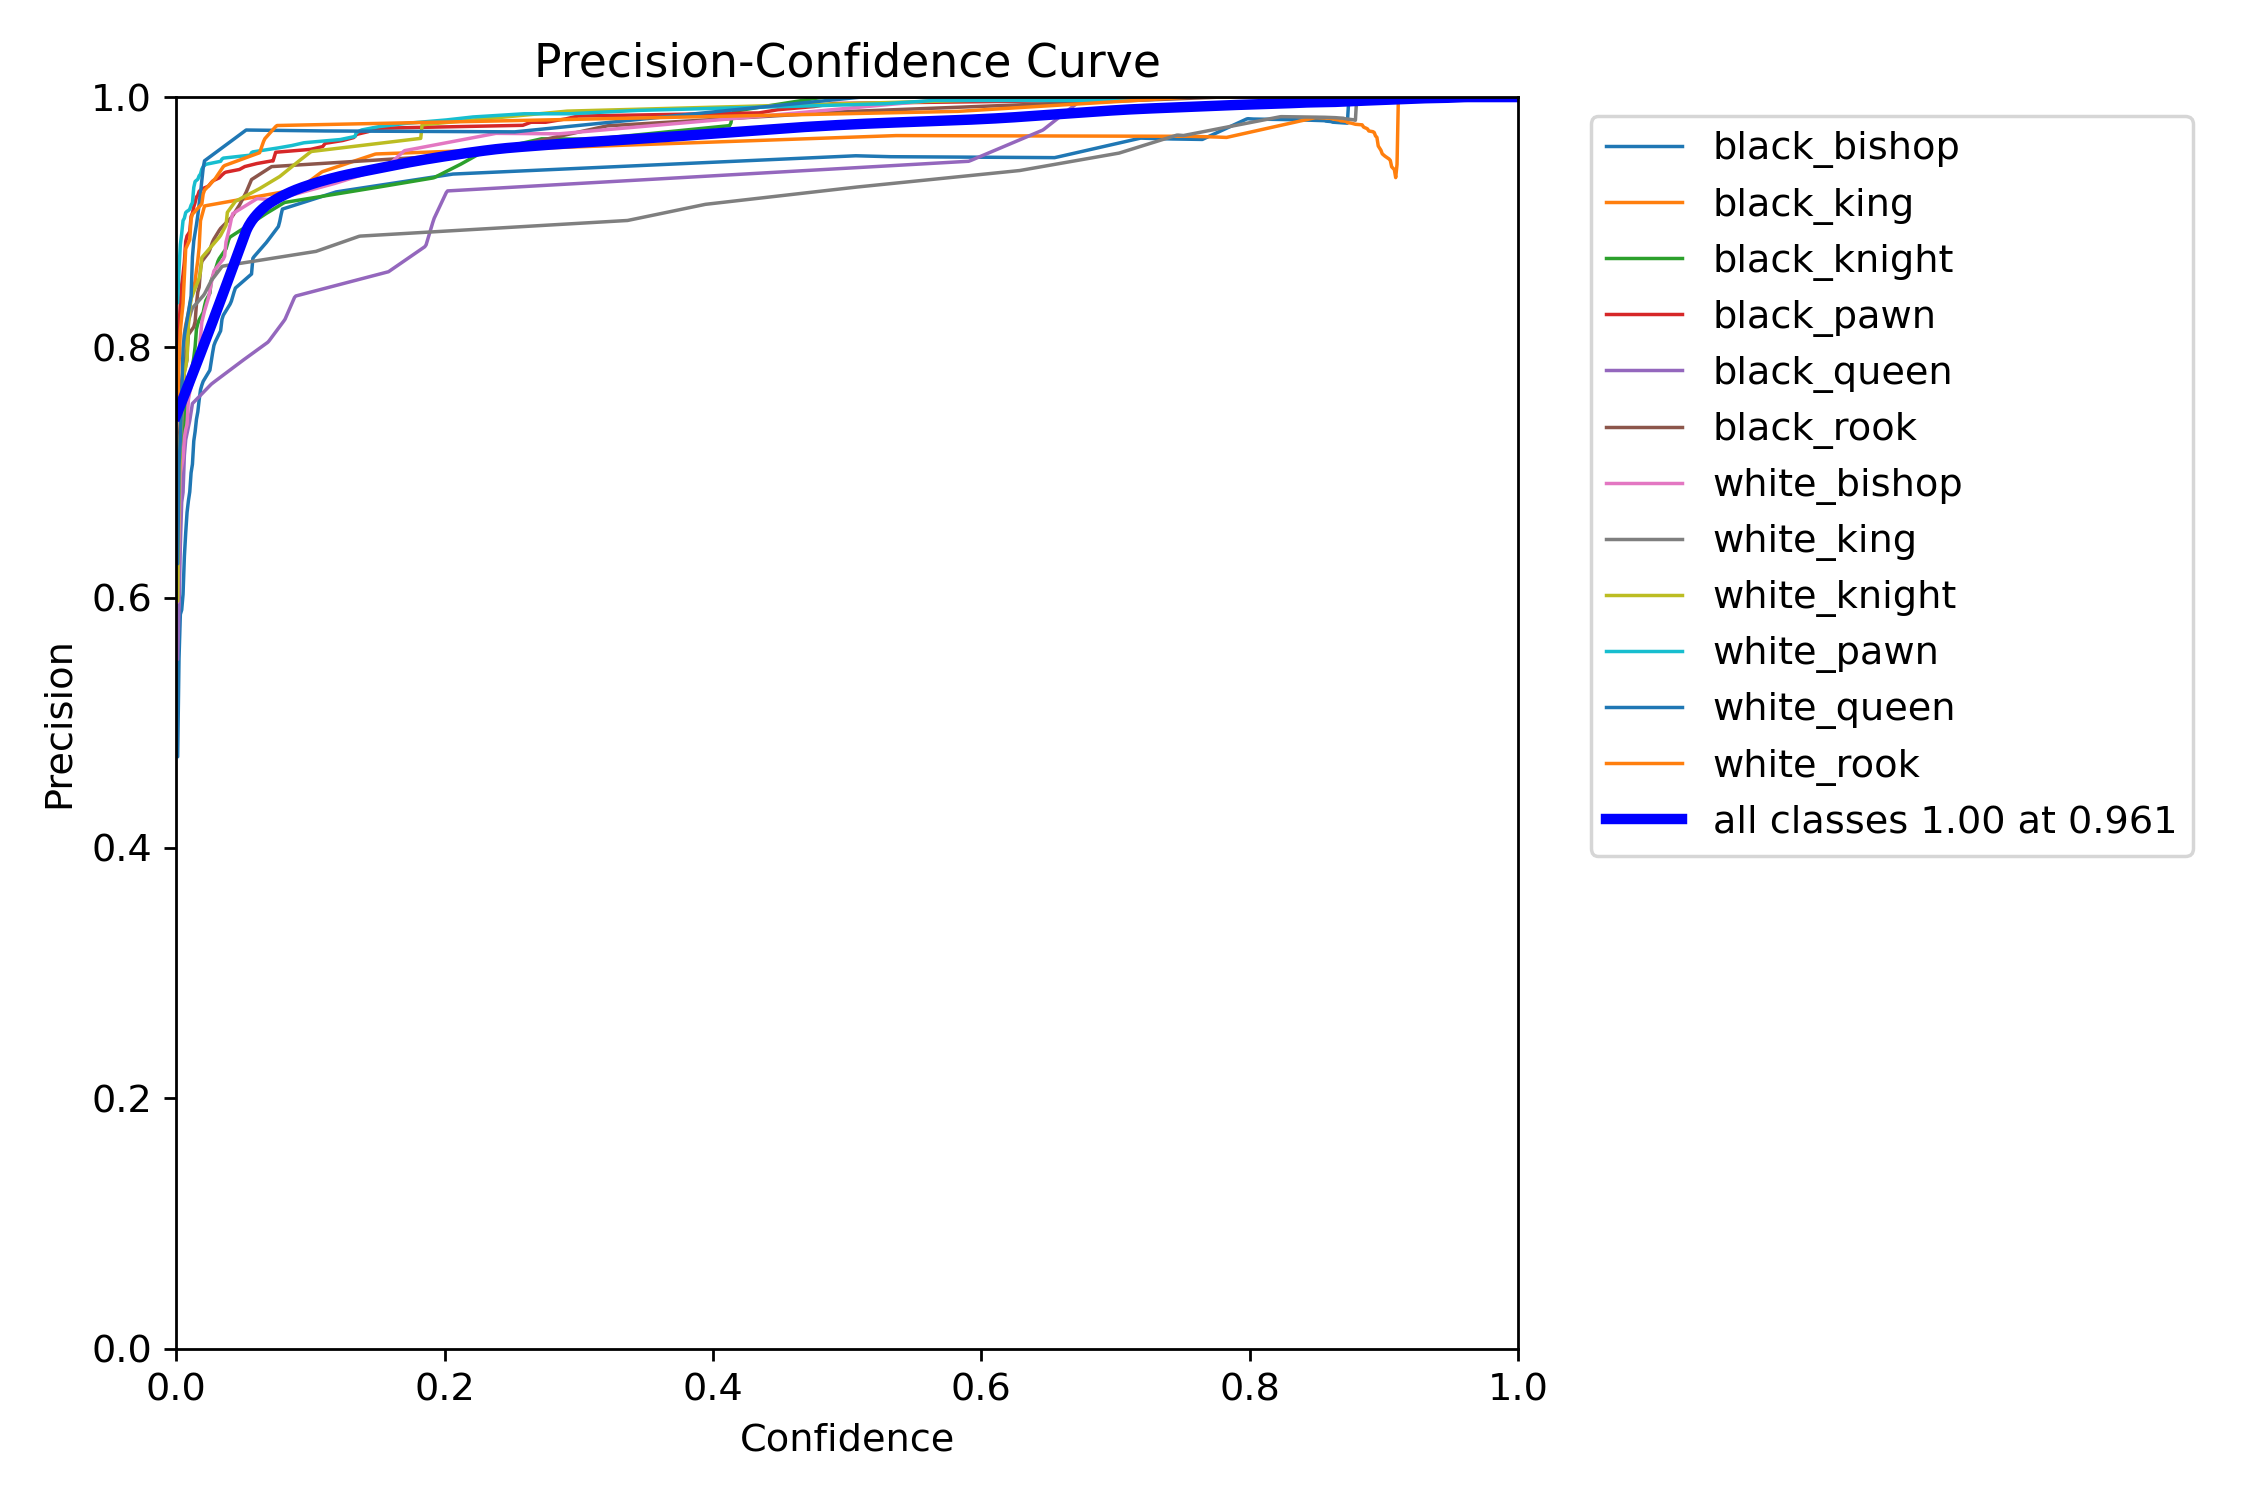 Precision-Confidence Curve
1.0
0.8
0.6
0.4
0.2
0.0
Precision
0.0 0.2 0.4 0.6 0.8 1.0
Confidence
black_bishop
black_king
black_knight
black_pawn
black_queen
black_rook
white_bishop
white_king
white_knight
white_pawn
white_queen
white_rook
all classes 1.00 at 0.961